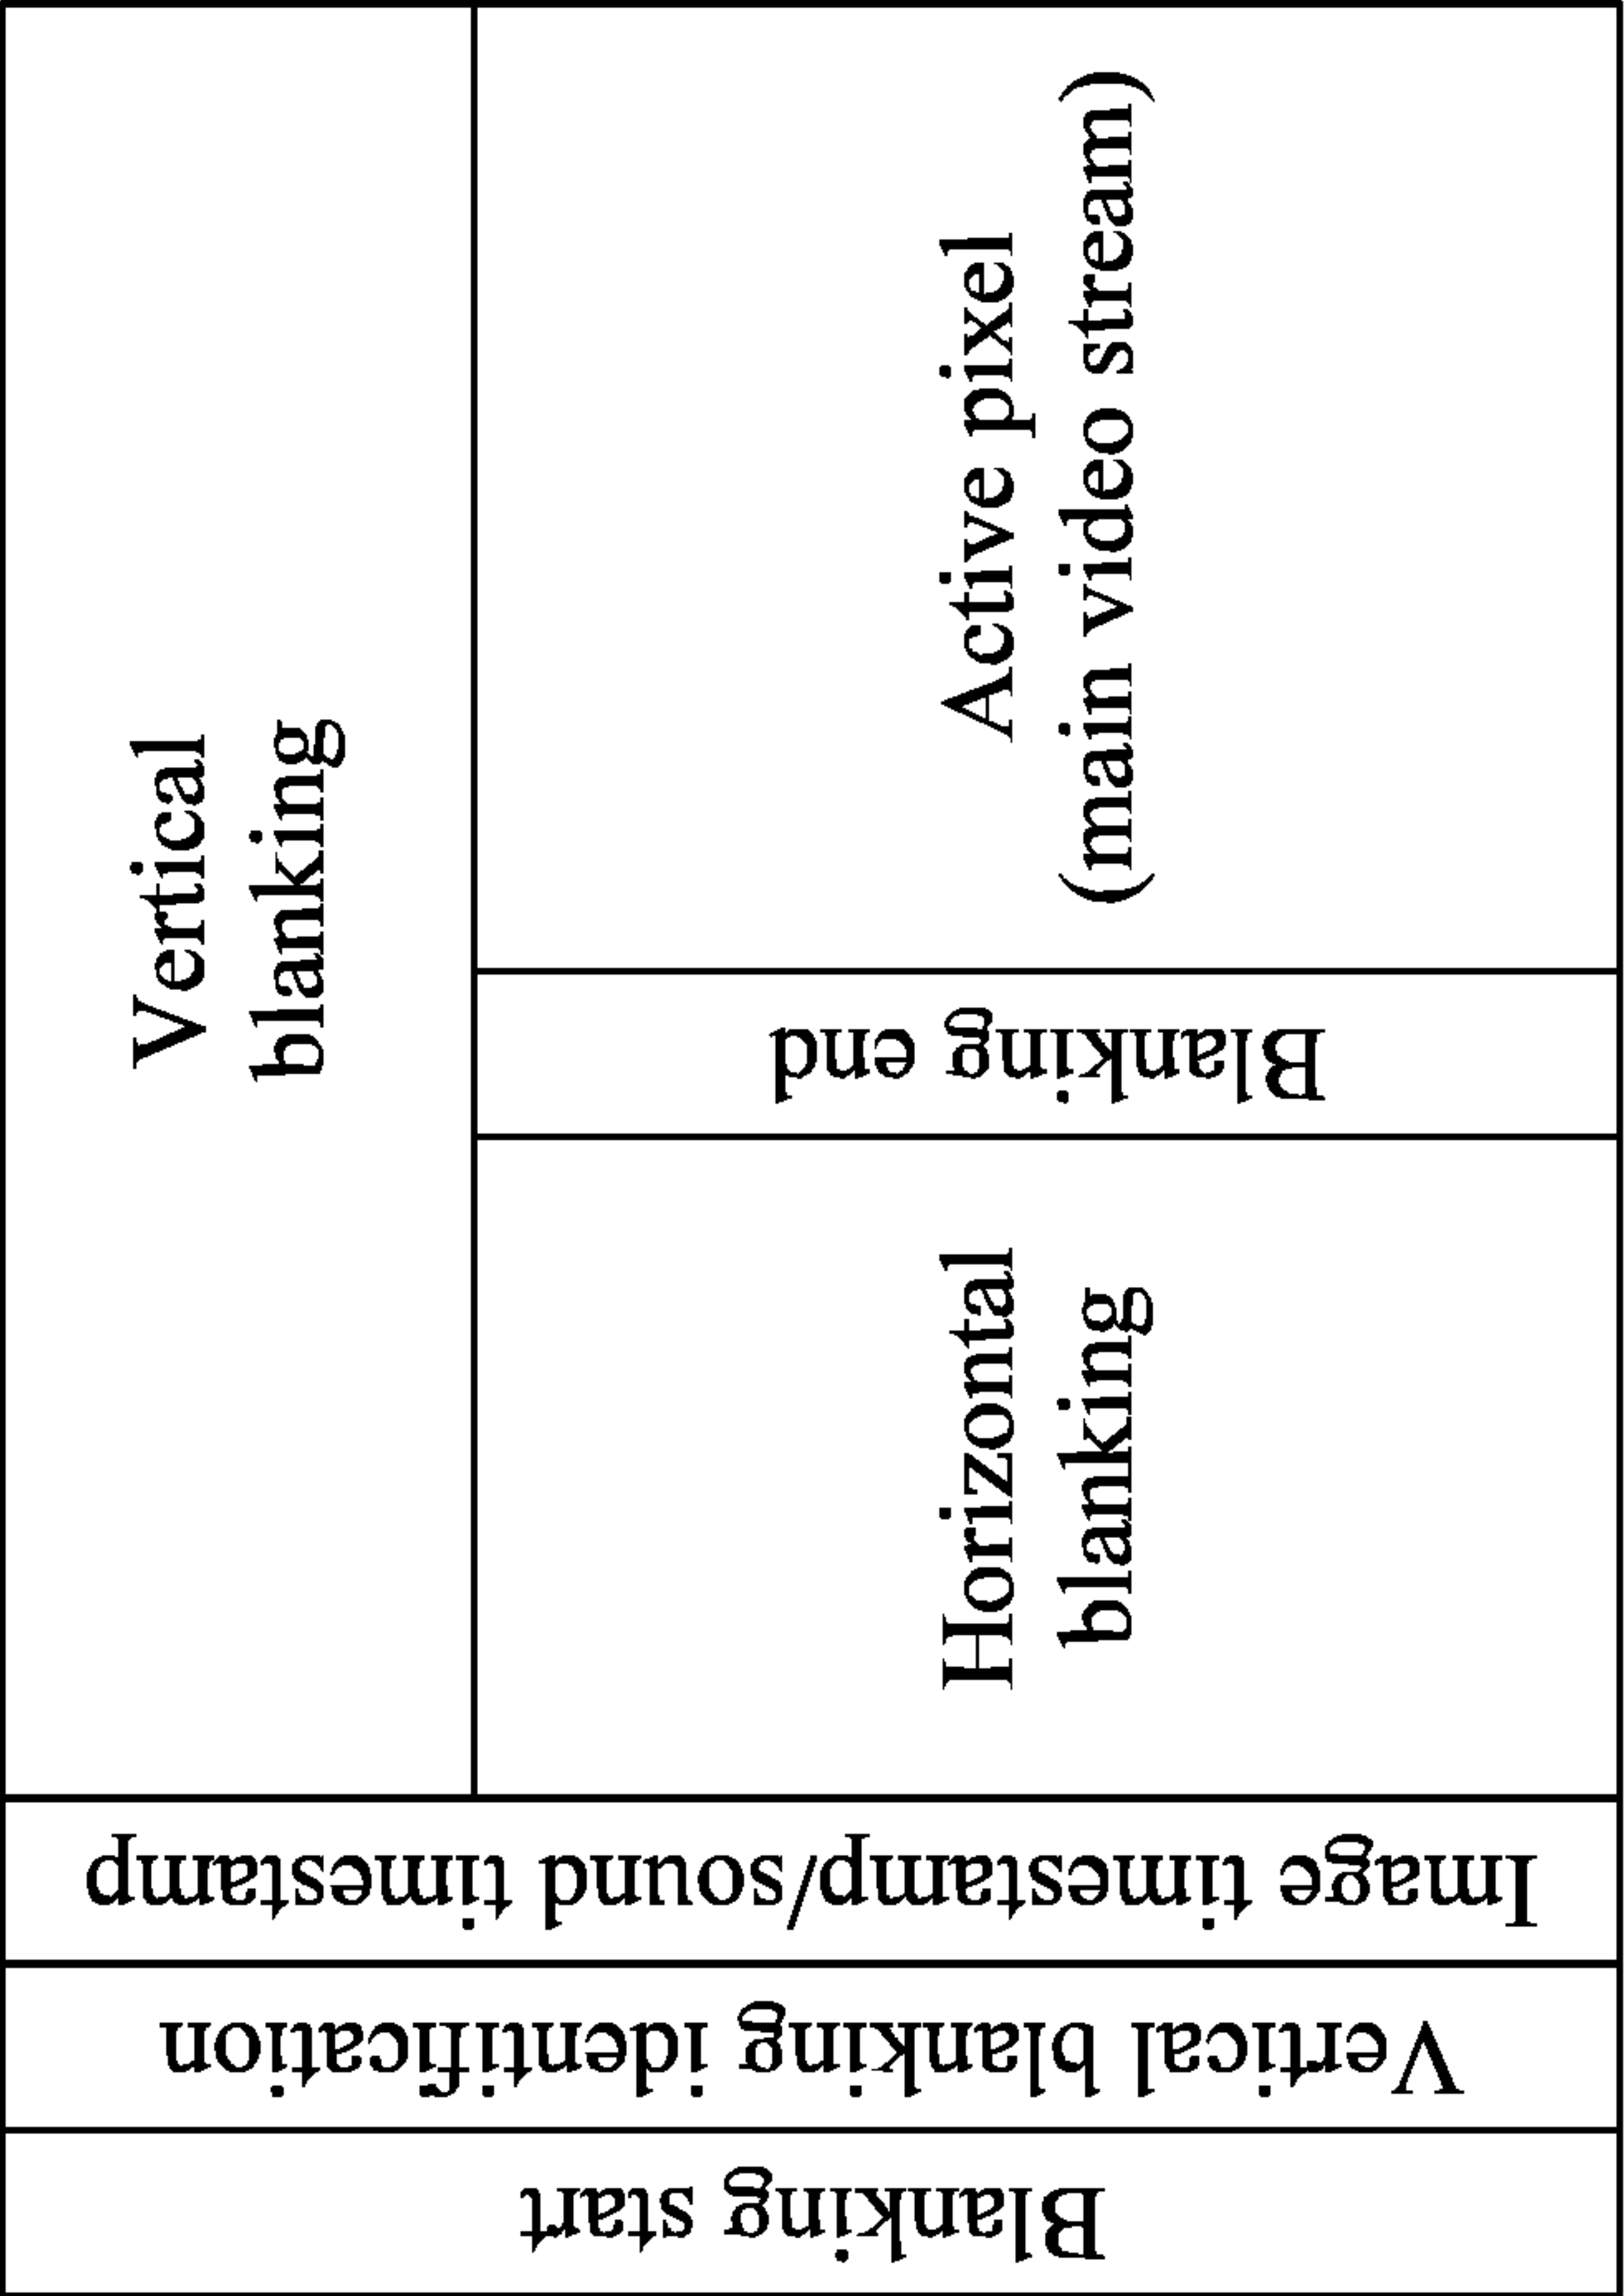 Blanking start
Vertical blanking identification
Image timestamp/sound timestamp
Vertical
blanking
Horizontal
blanking
Blanking end
Active pixel
(main video stream)